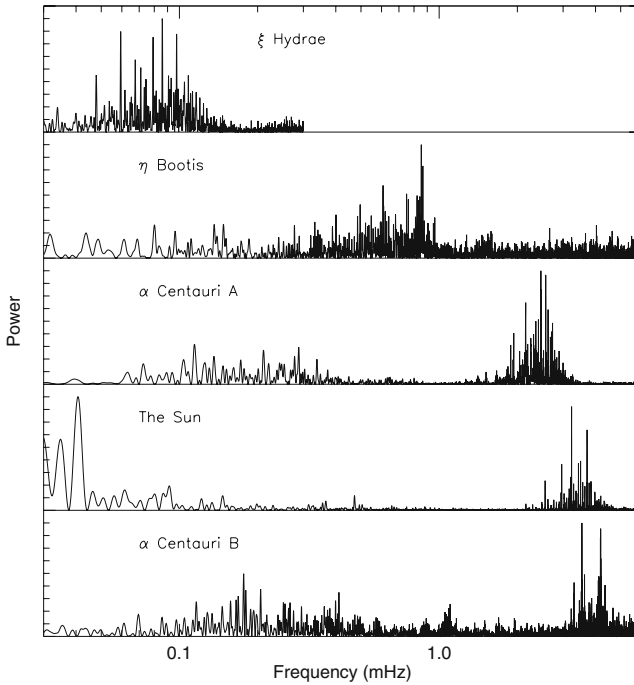 ξ Hydrae
η Bootis
α Centauri A
The Sun
α Centauri B
Power
0.1 1.0
Frequency (mHz)